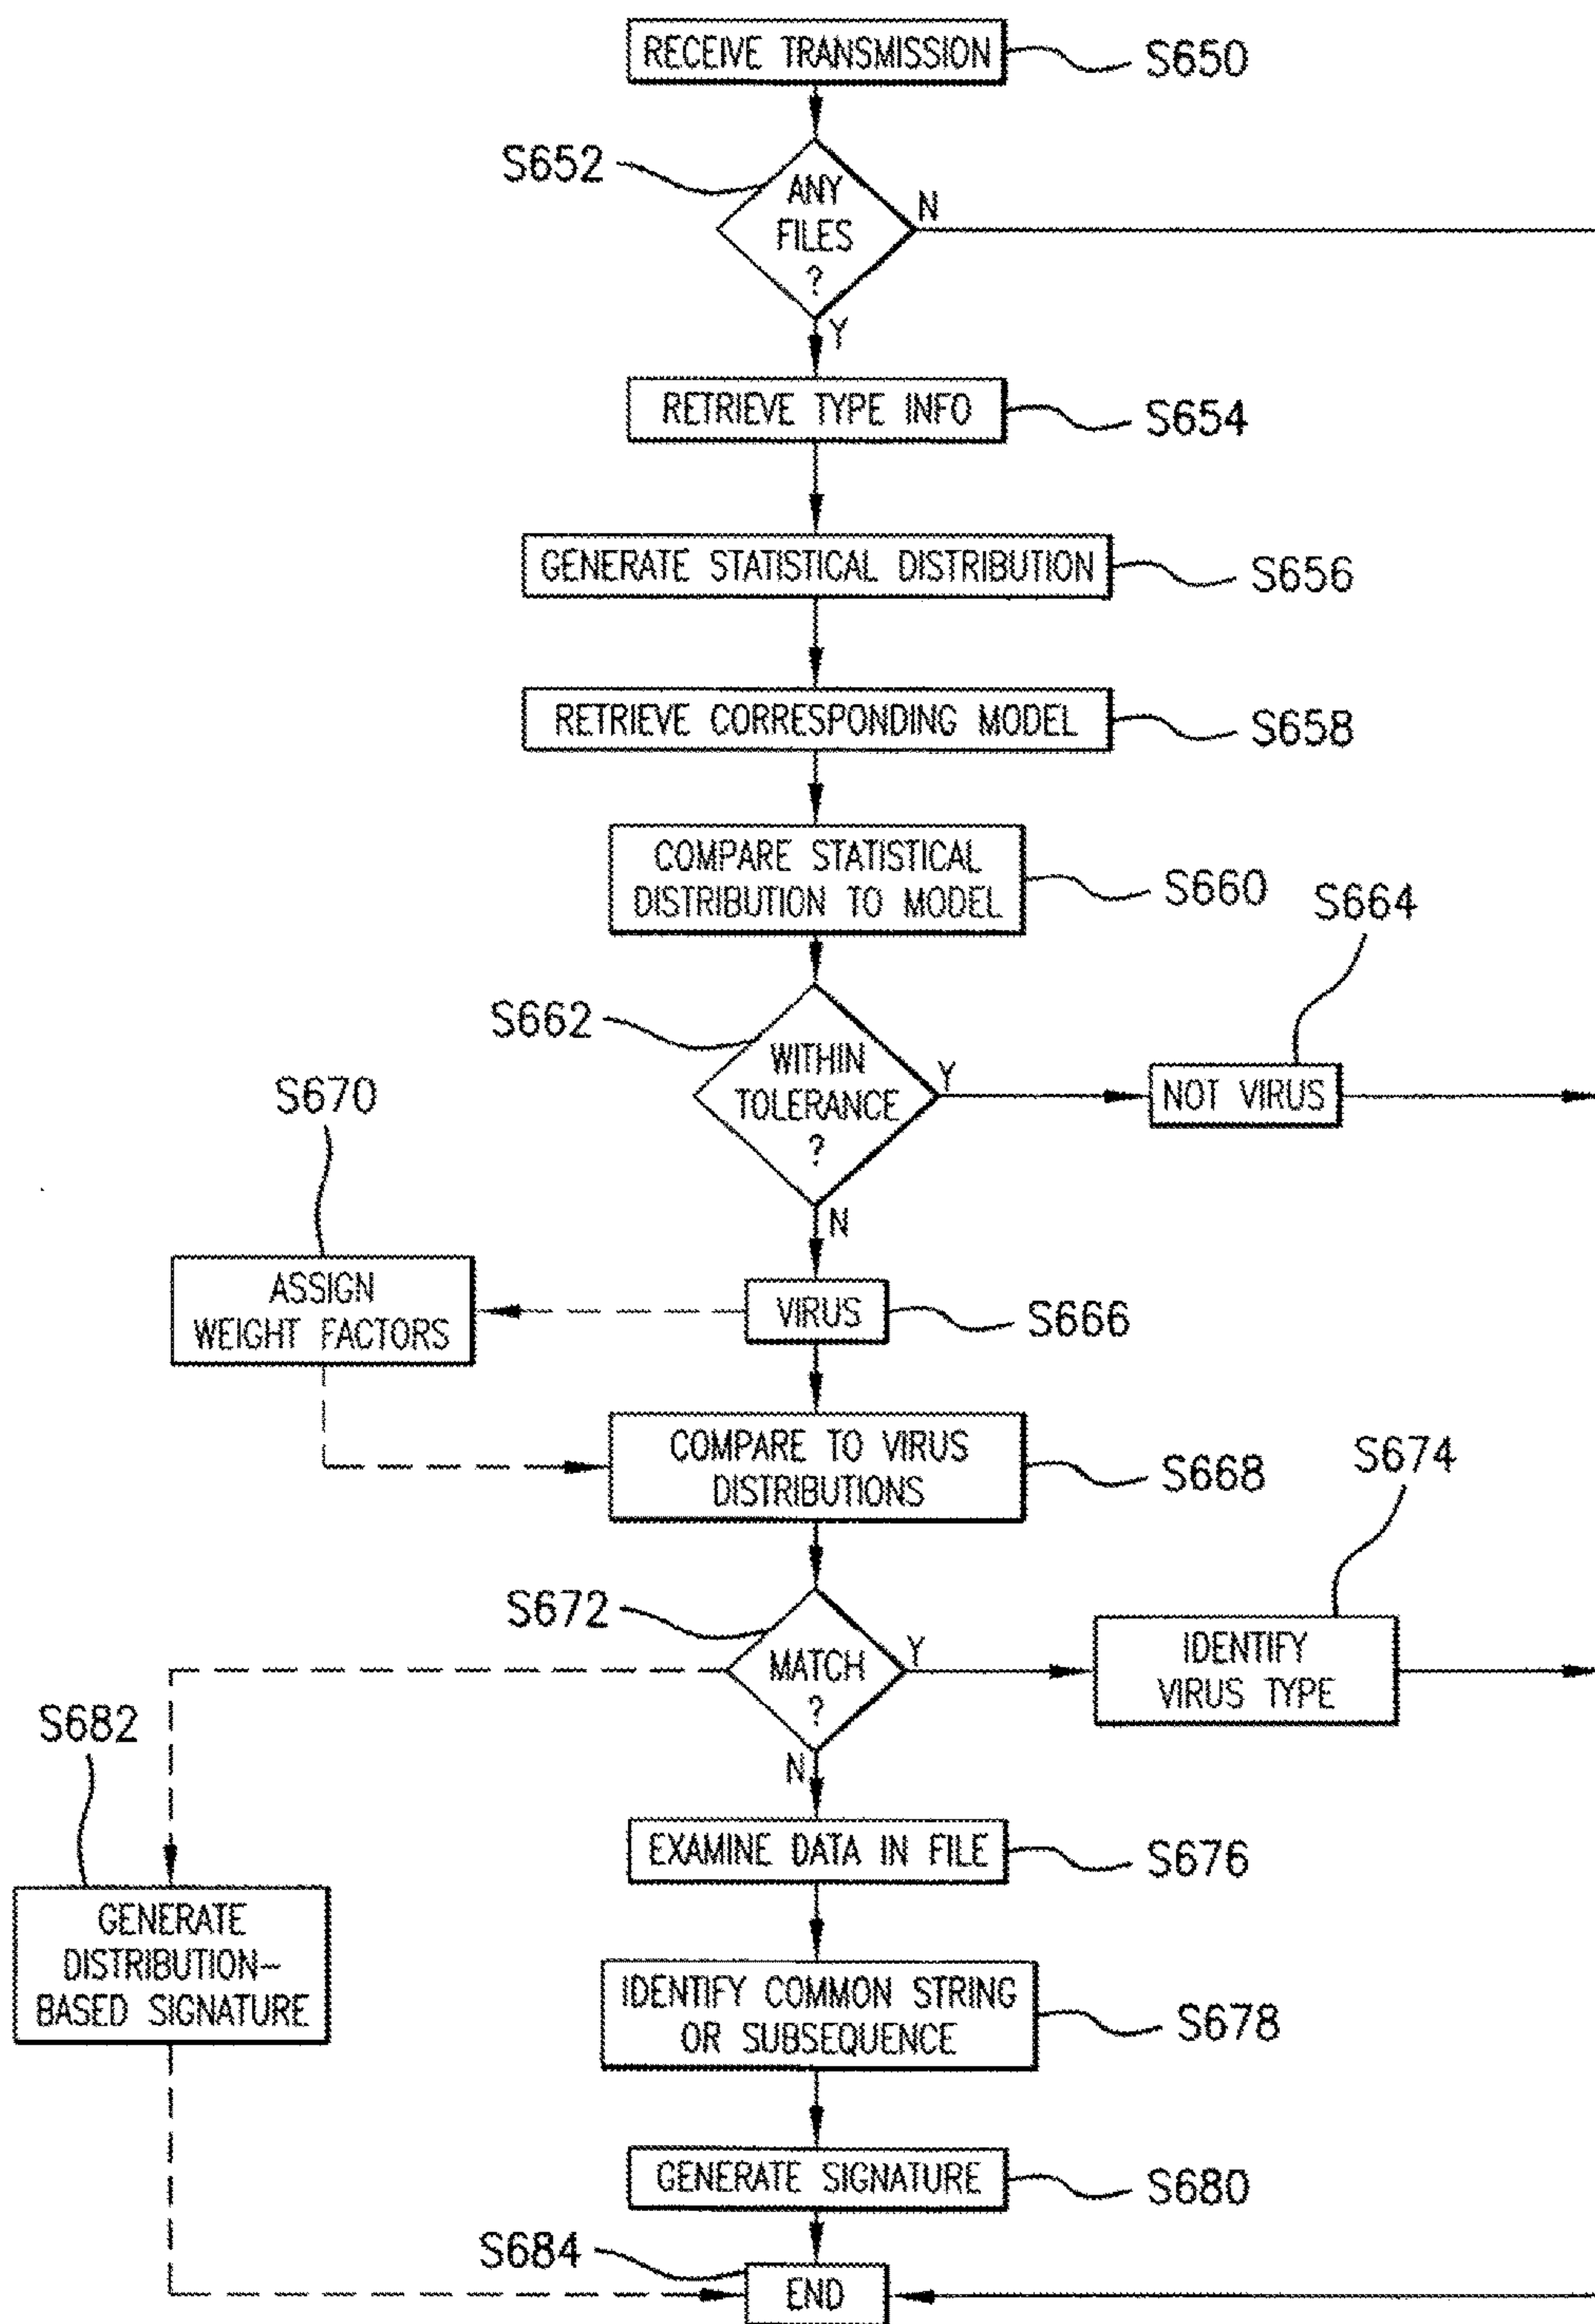 RECEIVE TRANSMISSION
S650
S652
ANY
FILES
?
N
Y
RETRIEVE TYPE INFO
S654
GENERATE STATISTICAL DISTRIBUTION
S656
RETRIEVE CORRESPONDING MODEL
S658
COMPARE STATISTICAL
DISTRIBUTION TO MODEL
S660
S664
S662
WITHIN
TOLERANCE
?
Y
NOT VIRUS
N
S670
ASSIGN
WEIGHT FACTORS
VIRUS
S666
COMPARE TO VIRUS
DISTRIBUTIONS
S668
S674
S672
MATCH
?
Y
IDENTIFY
VIRUS TYPE
N
S682
GENERATE
DISTRIBUTION-
BASED SIGNATURE
EXAMINE DATA IN FILE
S676
IDENTIFY COMMON STRING
OR SUBSEQUENCE
S678
GENERATE SIGNATURE
S680
S684
END